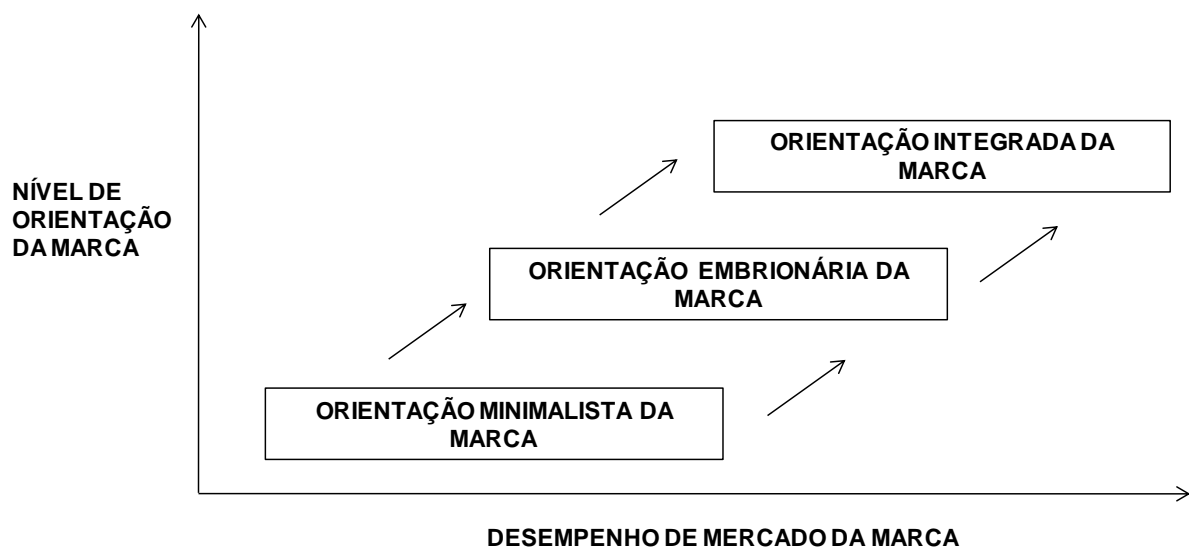 ORIENTAÇÃO INTEGRADA DA
MARCA
NÍVEL DE
ORIENTAÇÃO
DA MARCA
ORIENTAÇÃO EMBRIONÁRIA DA
MARCA
ORIENTAÇÃO MINIMALISTA DA
MARCA
DESEMPENHO DE MERCADO DA MARCA